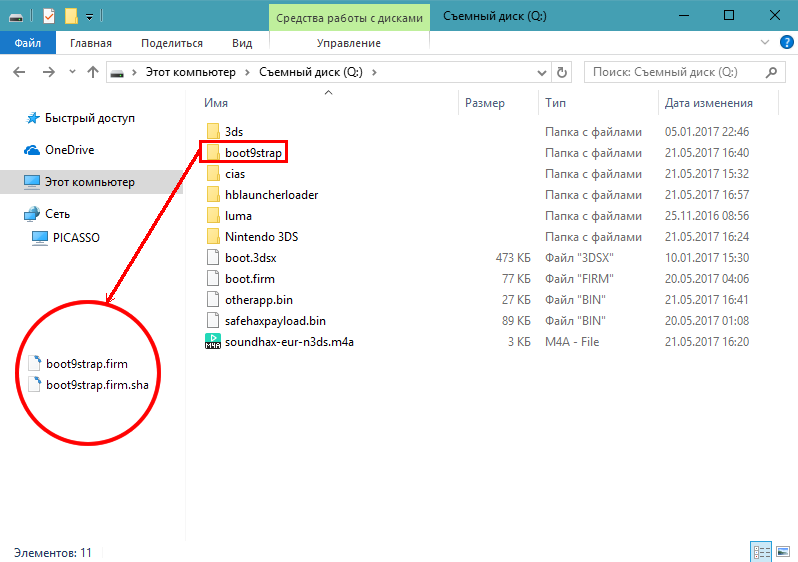 Средства работы с дисками
Съемный диск (Q:)
Файл Главная Поделиться Вид Управление
Этот компьютер Съемный диск (Q:)
Поиск: Съемный диск (Q:)
Имя Размер Тип Дата изменения
Быстрый доступ
OneDrive
Этот компьютер
Сеть
PICASSO
3ds Папка с файлами 05.01.2017 22:46
boot9strap Папка с файлами 21.05.2017 16:40
cias Папка с файлами 21.05.2017 15:32
hblauncherloader Папка с файлами 21.05.2017 16:57
luma Папка с файлами 25.11.2016 08:56
Nintendo 3DS Папка с файлами 21.05.2017 16:24
boot.3dsx 473 КБ Файл "3DSX" 10.01.2017 15:30
boot.firm 77 КБ Файл "FIRM" 20.05.2017 04:06
otherapp.bin 27 КБ Файл "BIN" 21.05.2017 16:41
safehaxpayload.bin 89 КБ Файл "BIN" 20.05.2017 01:08
M4A soundhax-eur-n3ds.m4a 3 КБ M4A - File 21.05.2017 16:20
boot9strap.firm
boot9strap.firm.sha
Элементов: 11